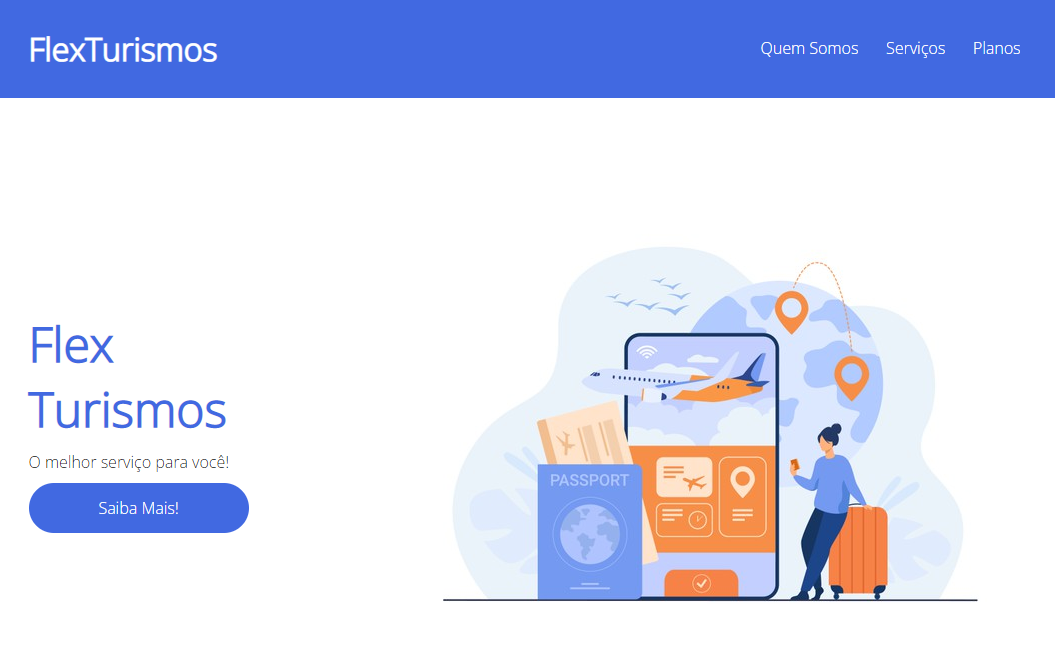 FlexTurismos
Quem Somos Serviços Planos
Flex
Turismos
O melhor serviço para você!
Saiba Mais!
PASSPORT